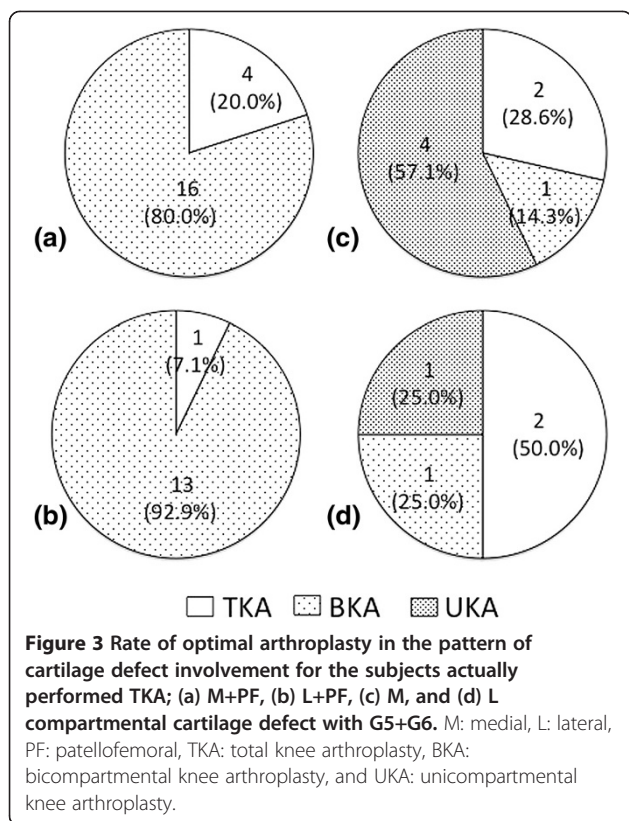 4
(20.0%)
16
(80.0%)
(a)
2
(28.6%)
4
(57.1%)
1
(14.3%)
(c)
1
(7.1%)
13
(92.9%)
(b)
1
(25.0%)
2
(50.0%)
1
(25.0%)
(d)
TKA BKA UKA
Figure 3 Rate of optimal arthroplasty in the pattern of
cartilage defect involvement for the subjects actually
performed TKA; (a) M+PF, (b) L+PF, (c) M, and (d) L
compartmental cartilage defect with G5+G6. M: medial, L: lateral,
PF: patellofemoral, TKA: total knee arthroplasty, BKA:
bicompartmental knee arthroplasty, and UKA: unicompartmental
knee arthroplasty.